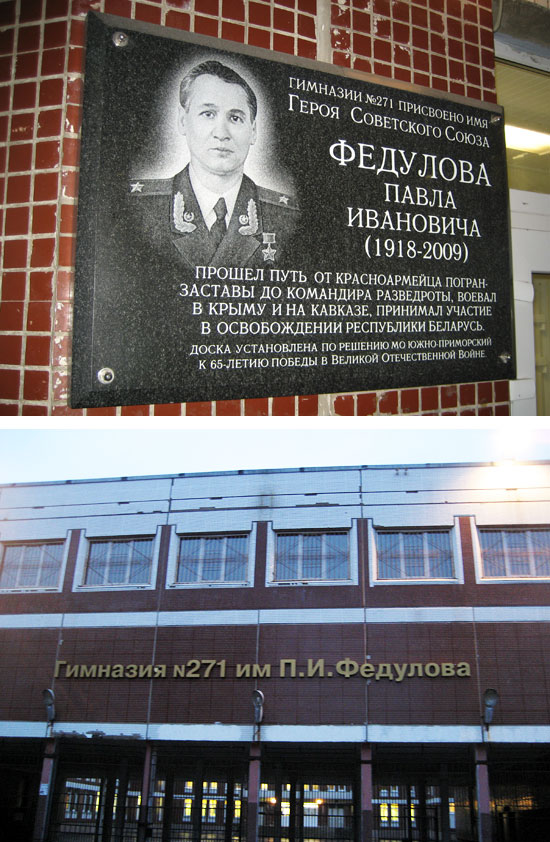 ГИМНАЗИИ №271 ПРИСВОЕНО ИМЯ
ГЕРОЯ СОВЕТСКОГО СОЮЗА
ФЕДУЛОВА
ПАВЛА
ИВАНОВИЧА
(1918-2009)
ПРОШЕЛ ПУТЬ ОТ КРАСНОАРМЕЙЦА ПОГРАН-
ЗАСТАВЫ ДО КОМАНДИРА РАЗВЕДРОТЫ, ВОЕВАЛ
В КРЫМУ И НА КАВКАЗЕ, ПРИНИМАЛ УЧАСТИЕ
В ОСВОБОЖДЕНИИ РЕСПУБЛИКИ БЕЛАРУСЬ.
ДОСКА УСТАНОВЛЕНА ПО РЕШЕНИЮ МО ЮЖНО-ПРИМОРСКИЙ
К 65-ЛЕТИЮ ПОБЕДЫ В ВЕЛИКОЙ ОТЕЧЕСТВЕННОЙ ВОЙНЕ
Гимназия №271 им П.И.Федулова